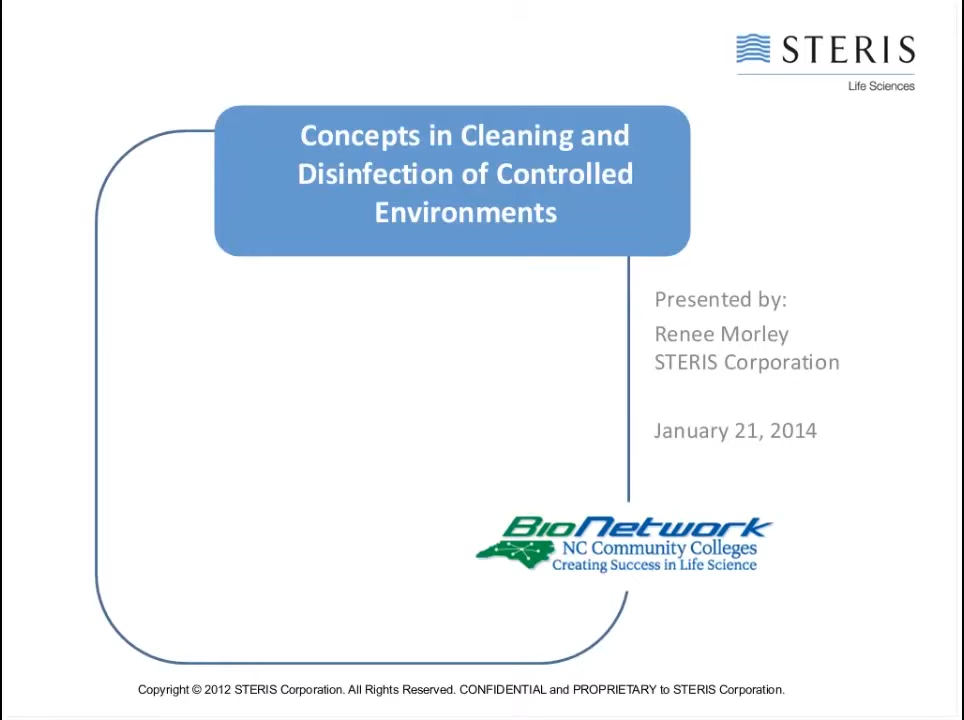 STERIS
Life Sciences
Concepts in Cleaning and
Disinfection of Controlled
Environments
Presented by:
Renee Morley
STERIS Corporation
January 21, 2014
BioNetwork
NC Community Colleges
Creating Success in Life Science
Copyright © 2012 STERIS Corporation. All Rights Reserved. CONFIDENTIAL and PROPRIETARY to STERIS Corporation.